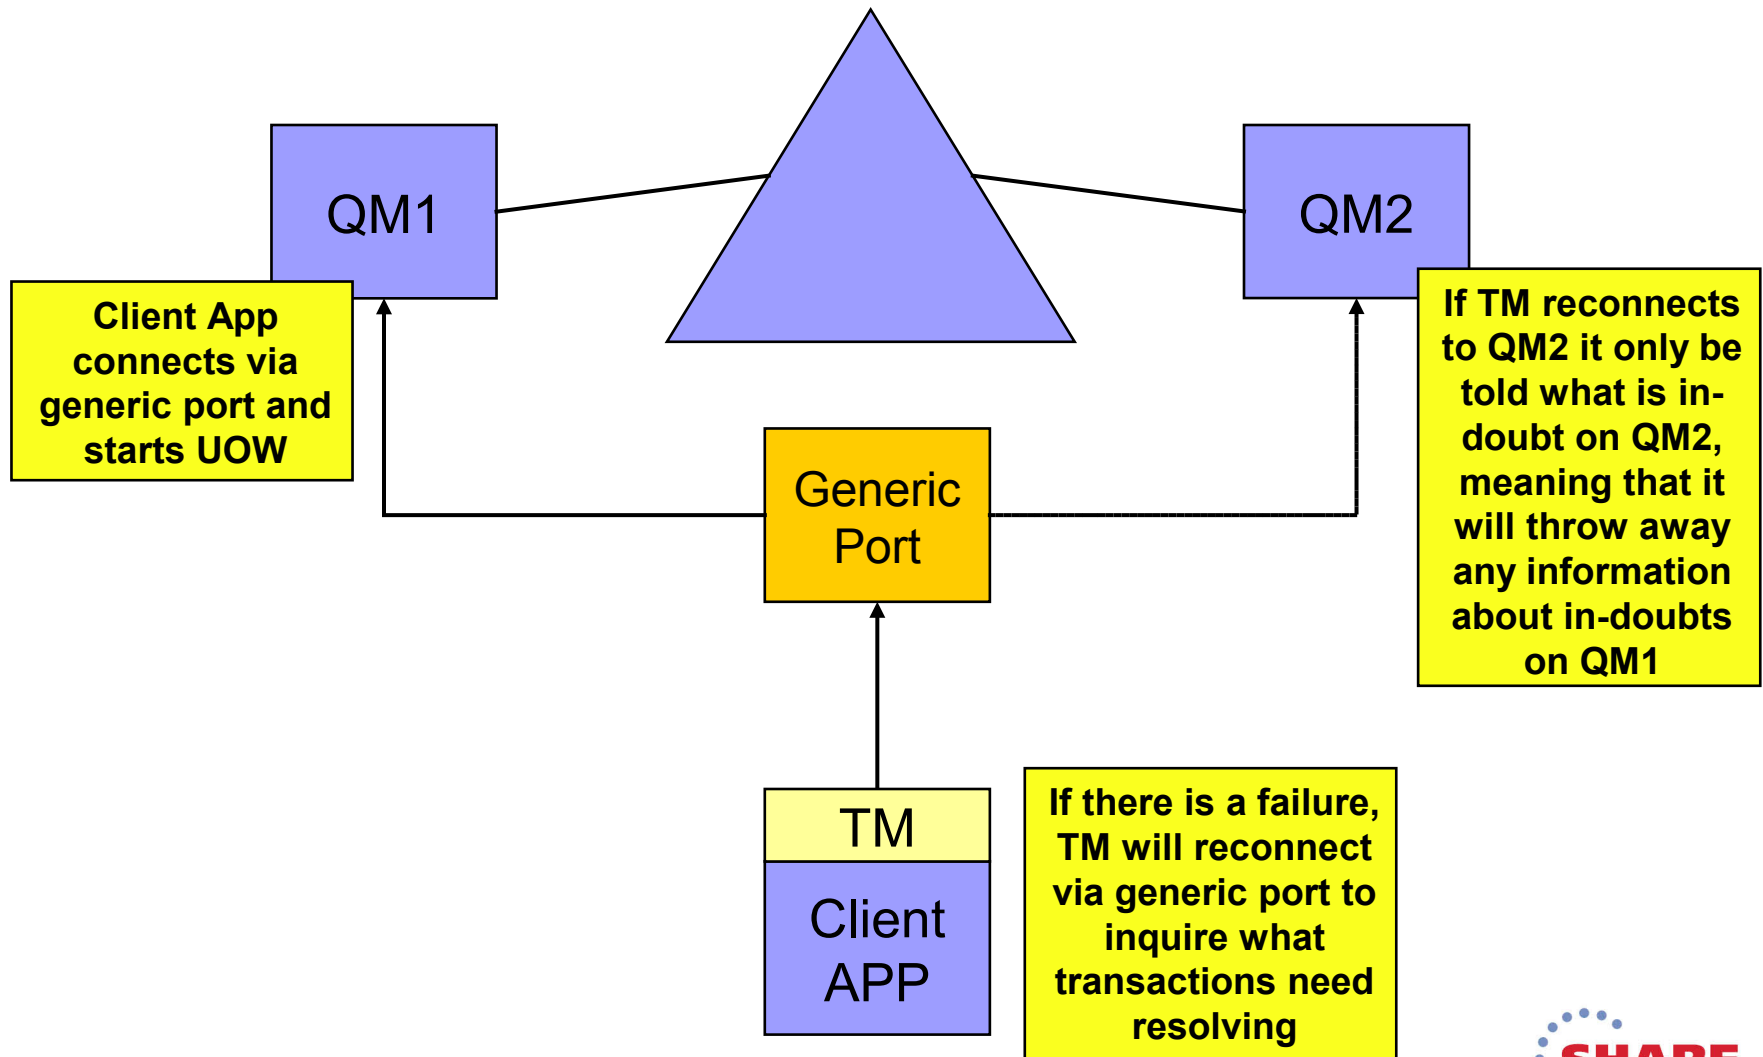 QM1
QM2
Client App
connects via
generic port and
starts UOW
If TM reconnects
to QM2 it only be
told what is in-
doubt on QM2,
meaning that it
will throw away
any information
about in-doubts
on QM1
Generic
Port
TM
Client
APP
If there is a failure,
TM will reconnect
via generic port to
inquire what
transactions need
resolving
SHARE